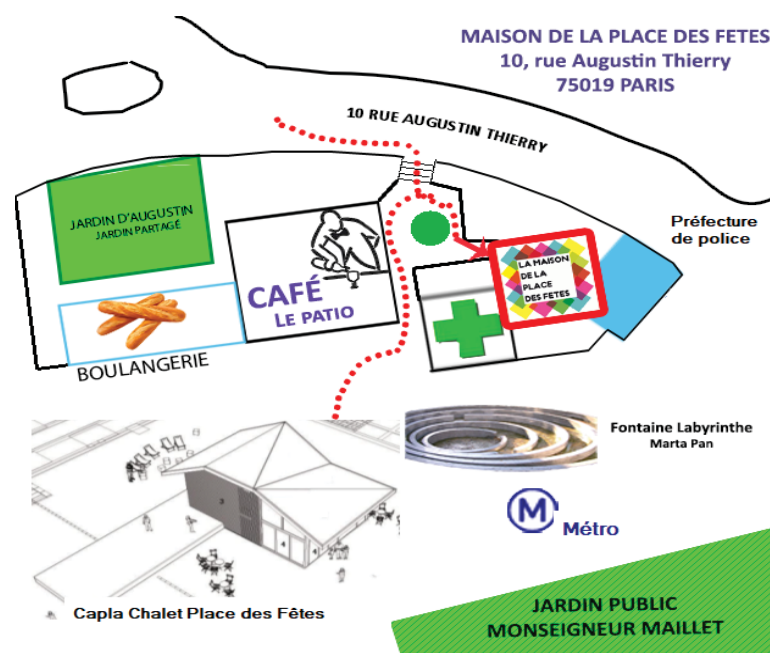 MAISON DE LA PLACE DES FETES
10, rue Augustin Thierry
75019 PARIS
10 RUE AUGUSTIN THIERRY
JARDIN D'AUGUSTIN
JARDIN PARTAGÉ
Préfecture
de police
LA MAISON
DE LA
PLACE
DES FETES
CAFÉ
LE PATIO
BOULANGERIE
Fontaine Labyrinthe
Marta Pan
M
Métro
Capla Chalet Place des Fêtes
JARDIN PUBLIC
MONSEIGNEUR MAILLET